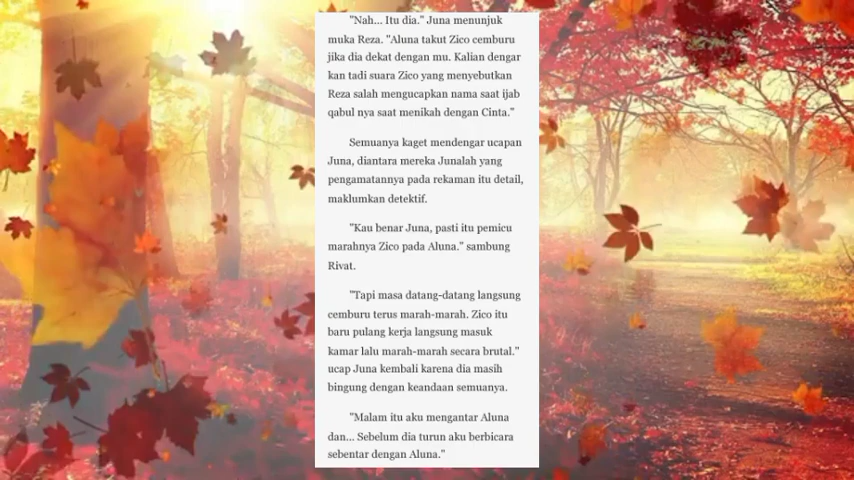 "Nah... Itu dia." Juna menunjuk
muka Reza. "Aluna takut Zico cemburu
jika dia dekat dengan mu. Kalian dengar
kan tadi suara Zico yang menyebutkan
Reza salah mengucapkan nama saat ijab
qabul nya saat menikah dengan Cinta."
Semuanya kaget mendengar ucapan
Juna, diantara mereka Junalah yang
pengamatannya pada rekaman itu detail,
maklumkan detektif.
"Kau benar Juna, pasti itu pemicu
marahnya Zico pada Aluna." sambung
Rivat.
"Tapi masa datang-datang langsung
cemburu terus marah-marah. Zico itu
baru pulang kerja langsung masuk
kamar lalu marah-marah secara brutal."
ucap Juna kembali karena dia masih
bingung dengan keandaan semuanya.
"Malam itu aku mengantar Aluna
dan... Sebelum dia turun aku berbicara
sebentar dengan Aluna."